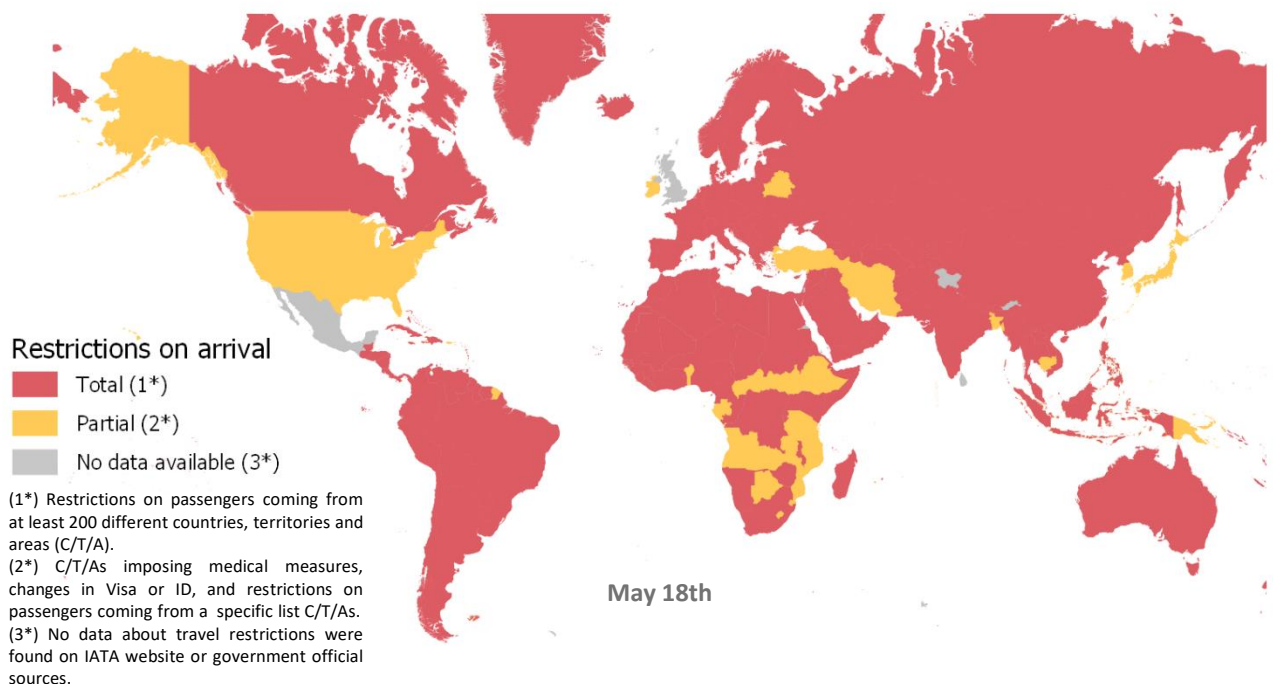 Restrictions on arrival
Total (1*)
Partial (2*)
No data available (3*)
(1*) Restrictions on passengers coming from
at least 200 different countries, territories and
areas (C/T/A).
(2*) C/T/As imposing medical measures,
changes in Visa or ID, and restrictions on
passengers coming from a specific list C/T/As.
(3*) No data about travel restrictions were
found on IATA website or government official
sources.
May 18th